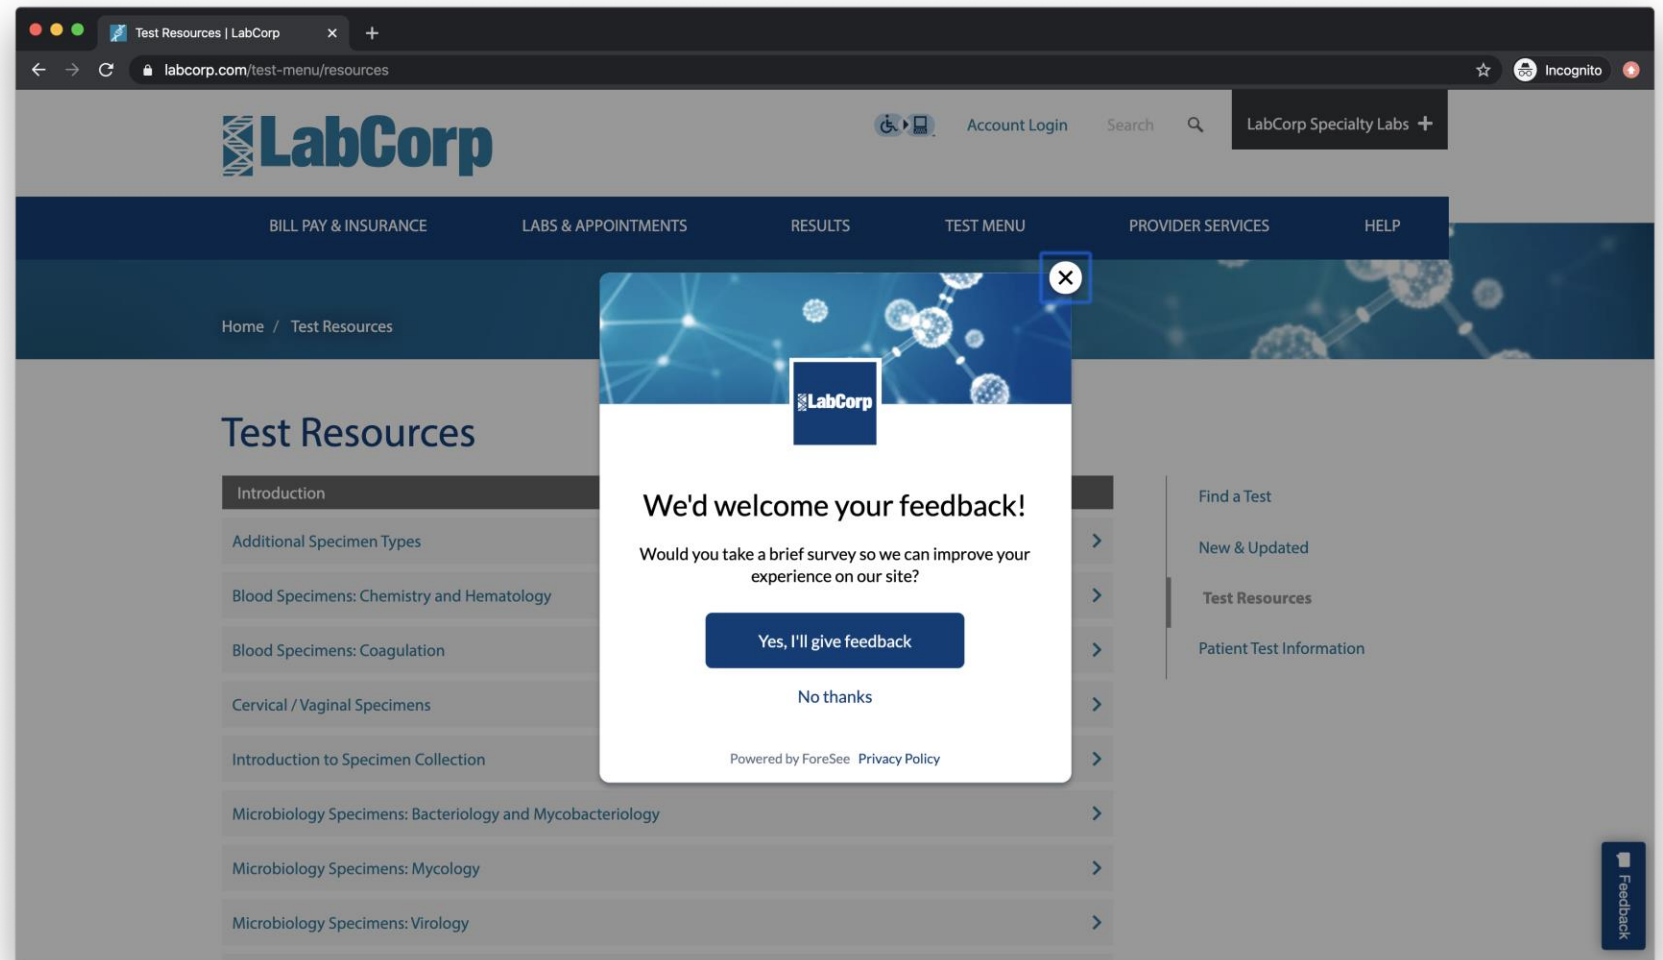 Test Resources | LabCorp
labcorp.com/test-menu/resources
Incognito
LabCorp
Account Login
Search
LabCorp Specialty Labs
BILL PAY & INSURANCE
LABS & APPOINTMENTS
RESULTS
TEST MENU
PROVIDER SERVICES
HELP
Home / Test Resources
LabCorp
We'd welcome your feedback!
Would you take a brief survey so we can improve your
experience on our site?
Yes, I'll give feedback
No thanks
Powered by ForeSee Privacy Policy
Test Resources
Introduction
Additional Specimen Types
Blood Specimens: Chemistry and Hematology
Blood Specimens: Coagulation
Cervical / Vaginal Specimens
Introduction to Specimen Collection
Microbiology Specimens: Bacteriology and Mycobacteriology
Microbiology Specimens: Mycology
Microbiology Specimens: Virology
Find a Test
New & Updated
Test Resources
Patient Test Information
Feedback